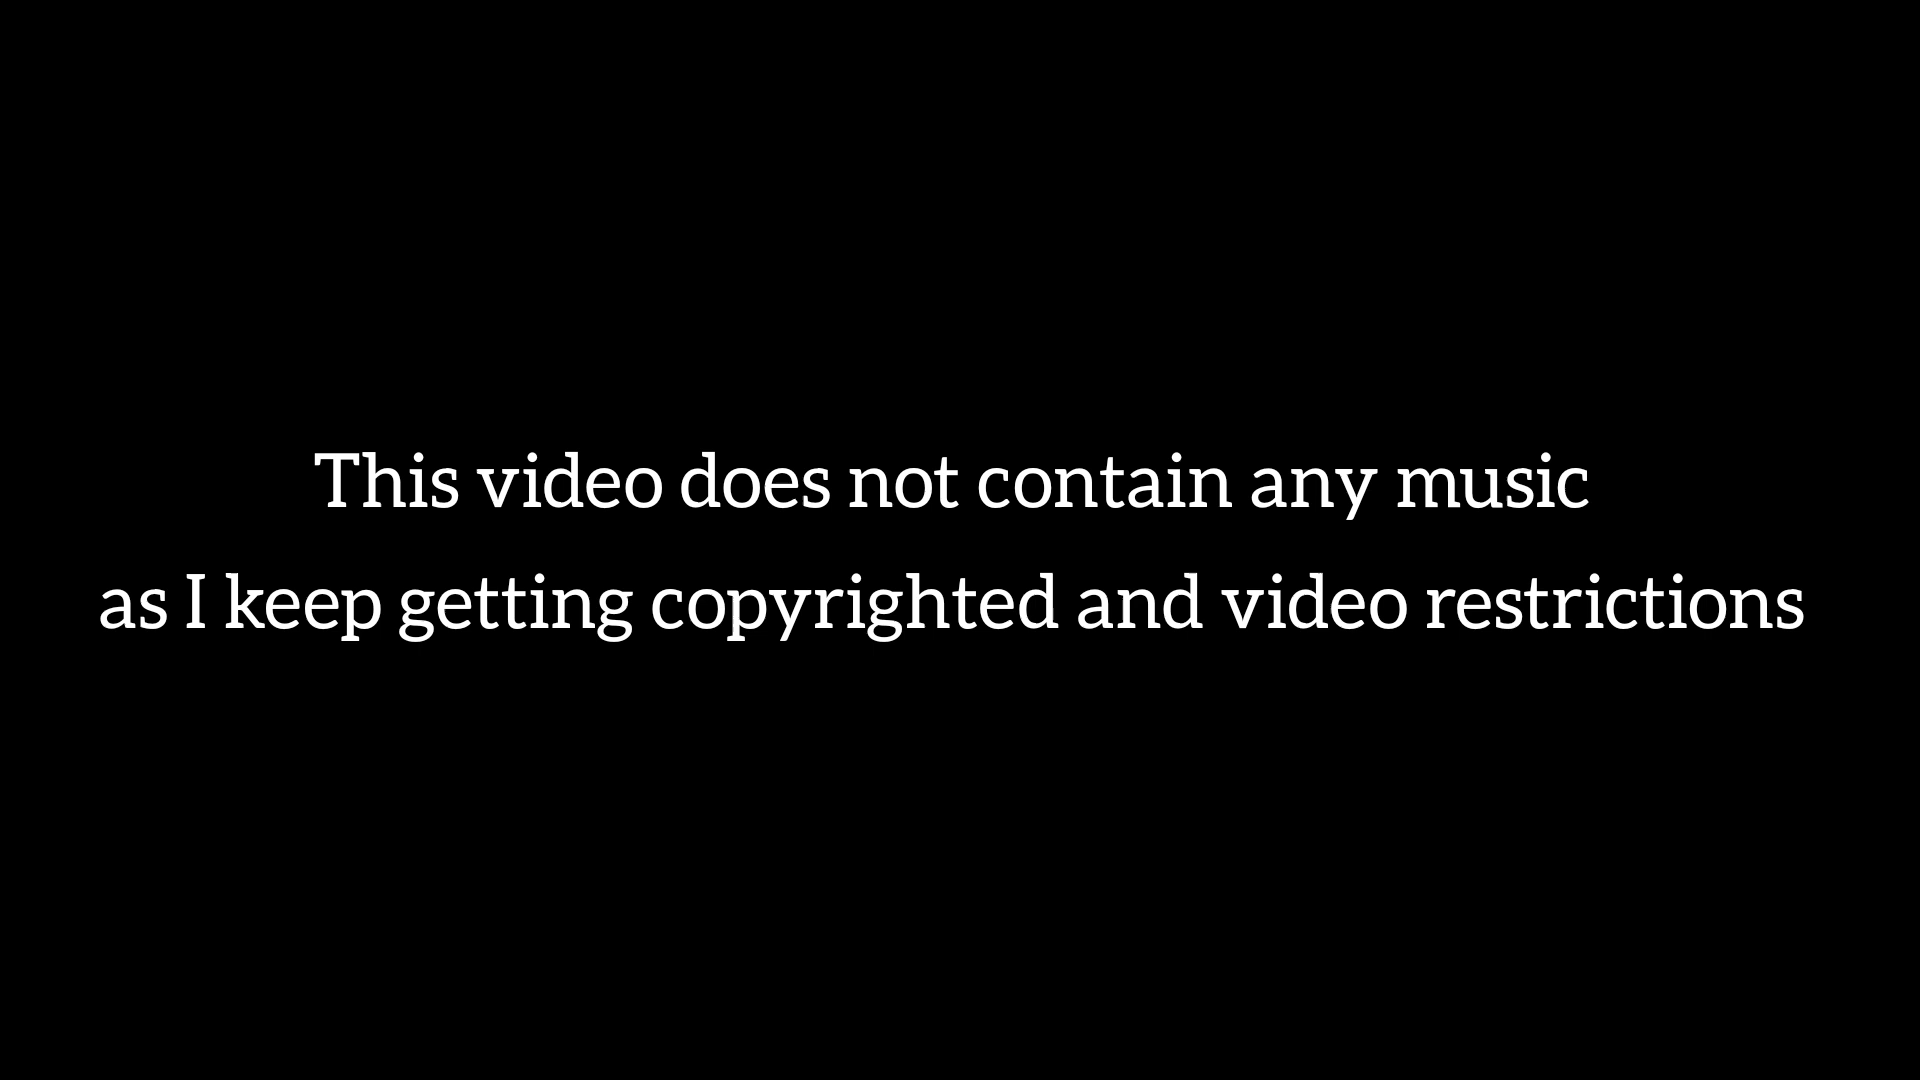 This video does not contain any music
as I keep getting copyrighted and video restrictions